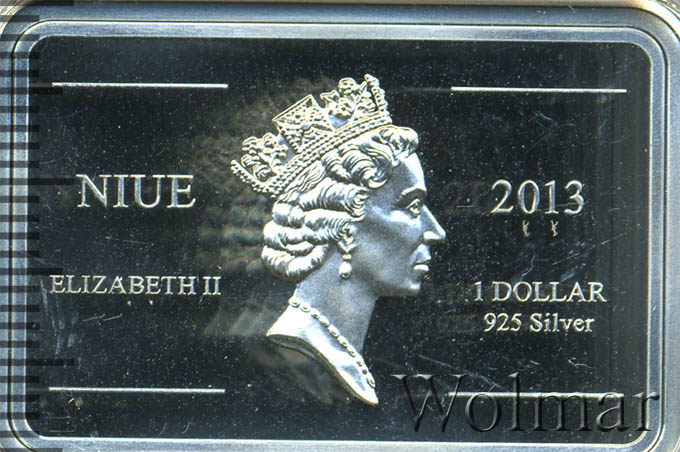 NIUE
2013
ELIZABETH II
1 DOLLAR
925 Silver
Wolmar